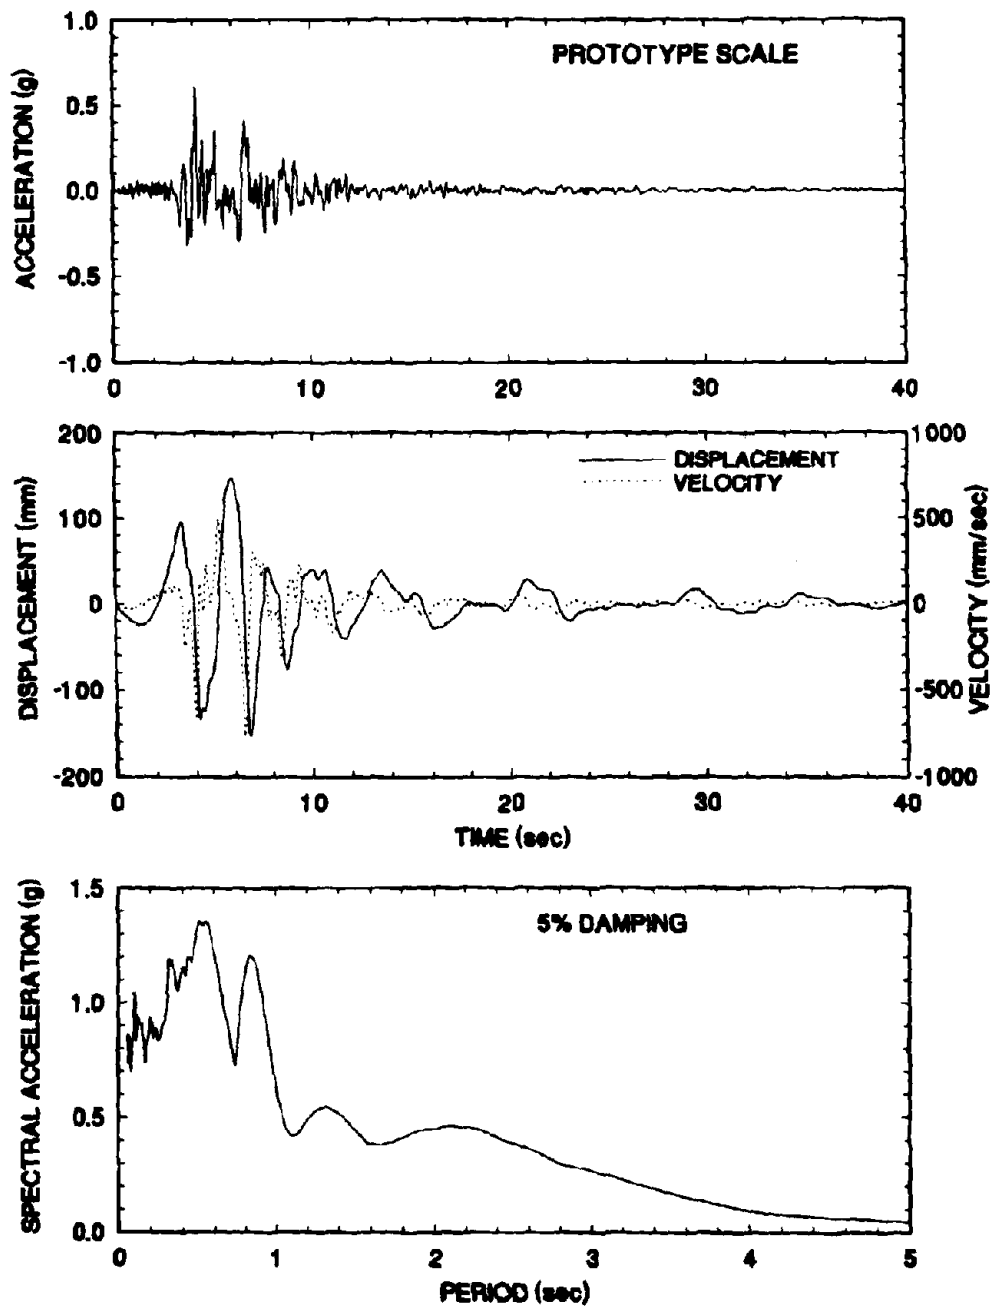 1.0
PROTOTYPE SCALE
0.5
0.0
-0.5
-1.0
ACCELERATION (g)
0 10 20 30 40
200
100
0
-100
-200
DISPLACEMENT (mm)
DISPLACEMENT
VELOCITY
1000
500
0
-500
-1000
VELOCITY (mm/sec)
0 10 20 30 40
TIME (sec)
1.5
1.0
0.5
0.0
SPECTRAL ACCELERATION (g)
5% DAMPING
0 1 2 3 4 5
PERIOD (sec)